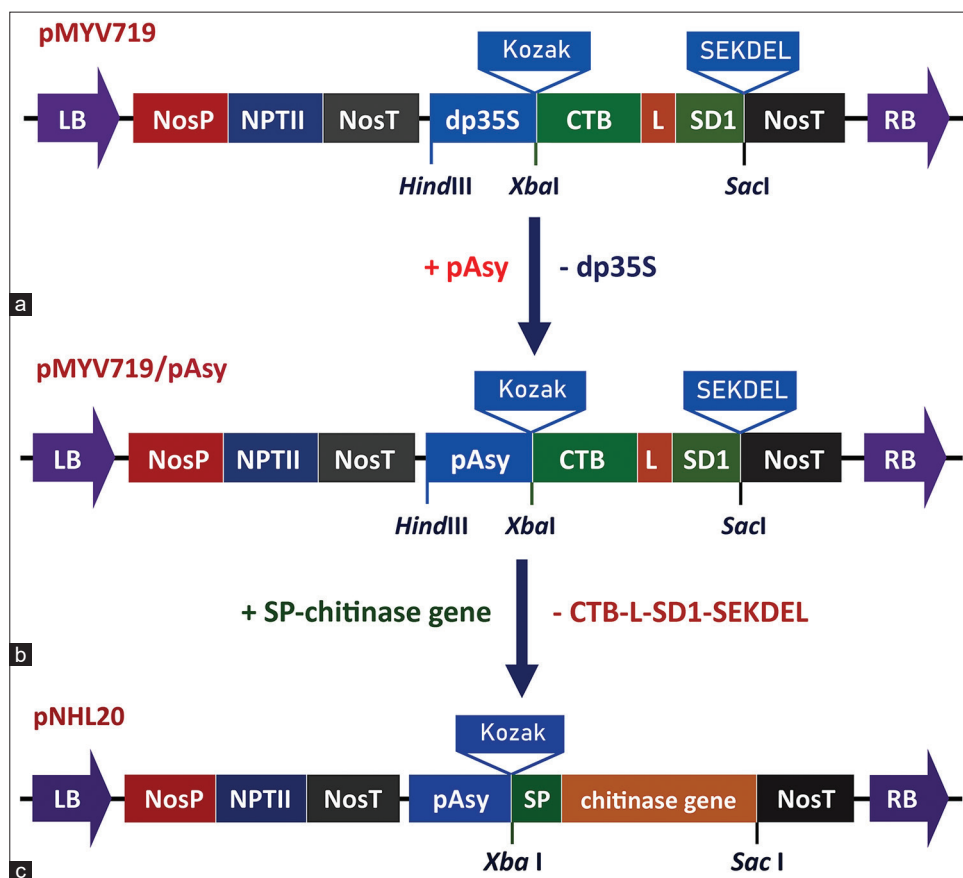 pMYV719
Kozak SEKDEL
LB NosP NPTII NosT dp35S CTB L SD1 NosT RB
HindIII XbaI SacI
+ pAsy - dp35S
a
pMYV719/pAsy
Kozak SEKDEL
LB NosP NPTII NosT pAsy CTB L SD1 NosT RB
HindIII XbaI SacI
+ SP-chitinase gene - CTB-L-SD1-SEKDEL
b
pNHL20
Kozak
LB NosP NPTII NosT pAsy SP chitinase gene NosT RB
Xba I Sac I
c